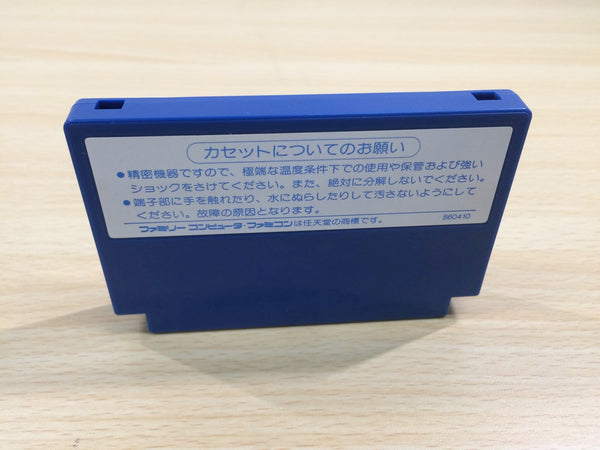 カセットについてのお願い
●精密機器ですので、極端な温度条件下での使用や保管および強い
ショックをさけてください。また、絶対に分解しないでください。
●端子部に手を触れたり、水にぬらしたりして汚さないようにして
ください。故障の原因となります。
ファミリーコンピュータ・ファミコンは任天堂の商標です。 860410